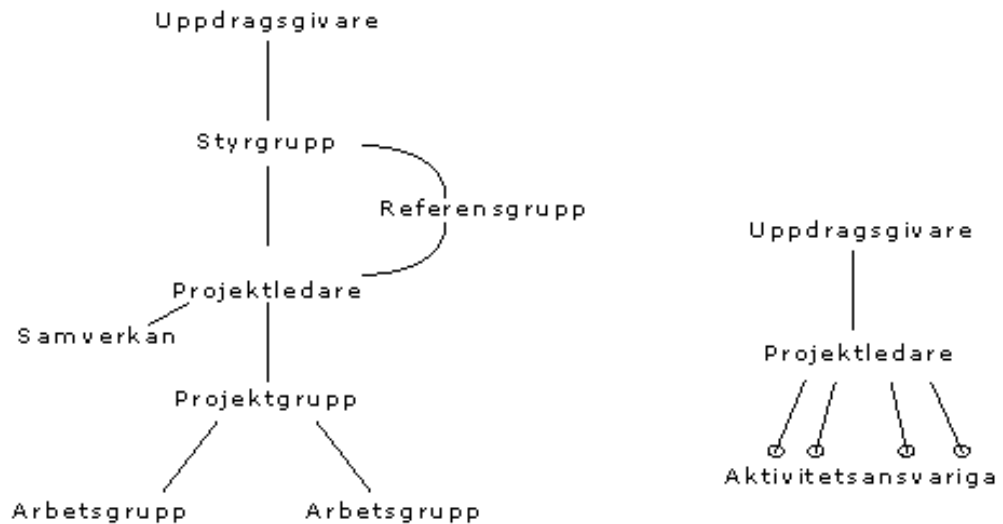 Uppdragsgivare
Styrgrupp
Referensgrupp
Projektledare
Samverkan
Projektgrupp
Arbetsgrupp
Arbetsgrupp
Uppdragsgivare
Projektledare
Aktivitetsansvariga